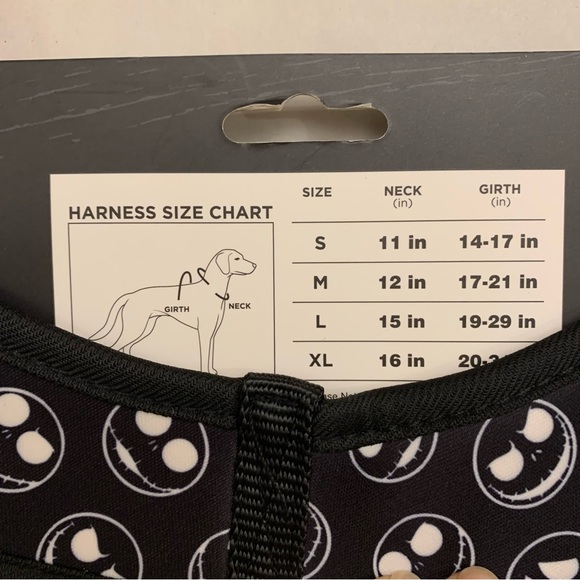 HARNESS SIZE CHART
GIRTH
NECK
SIZE NECK GIRTH
(in) (in)
S 11 in 14-17 in
M 12 in 17-21 in
L 15 in 19-29 in
XL 16 in